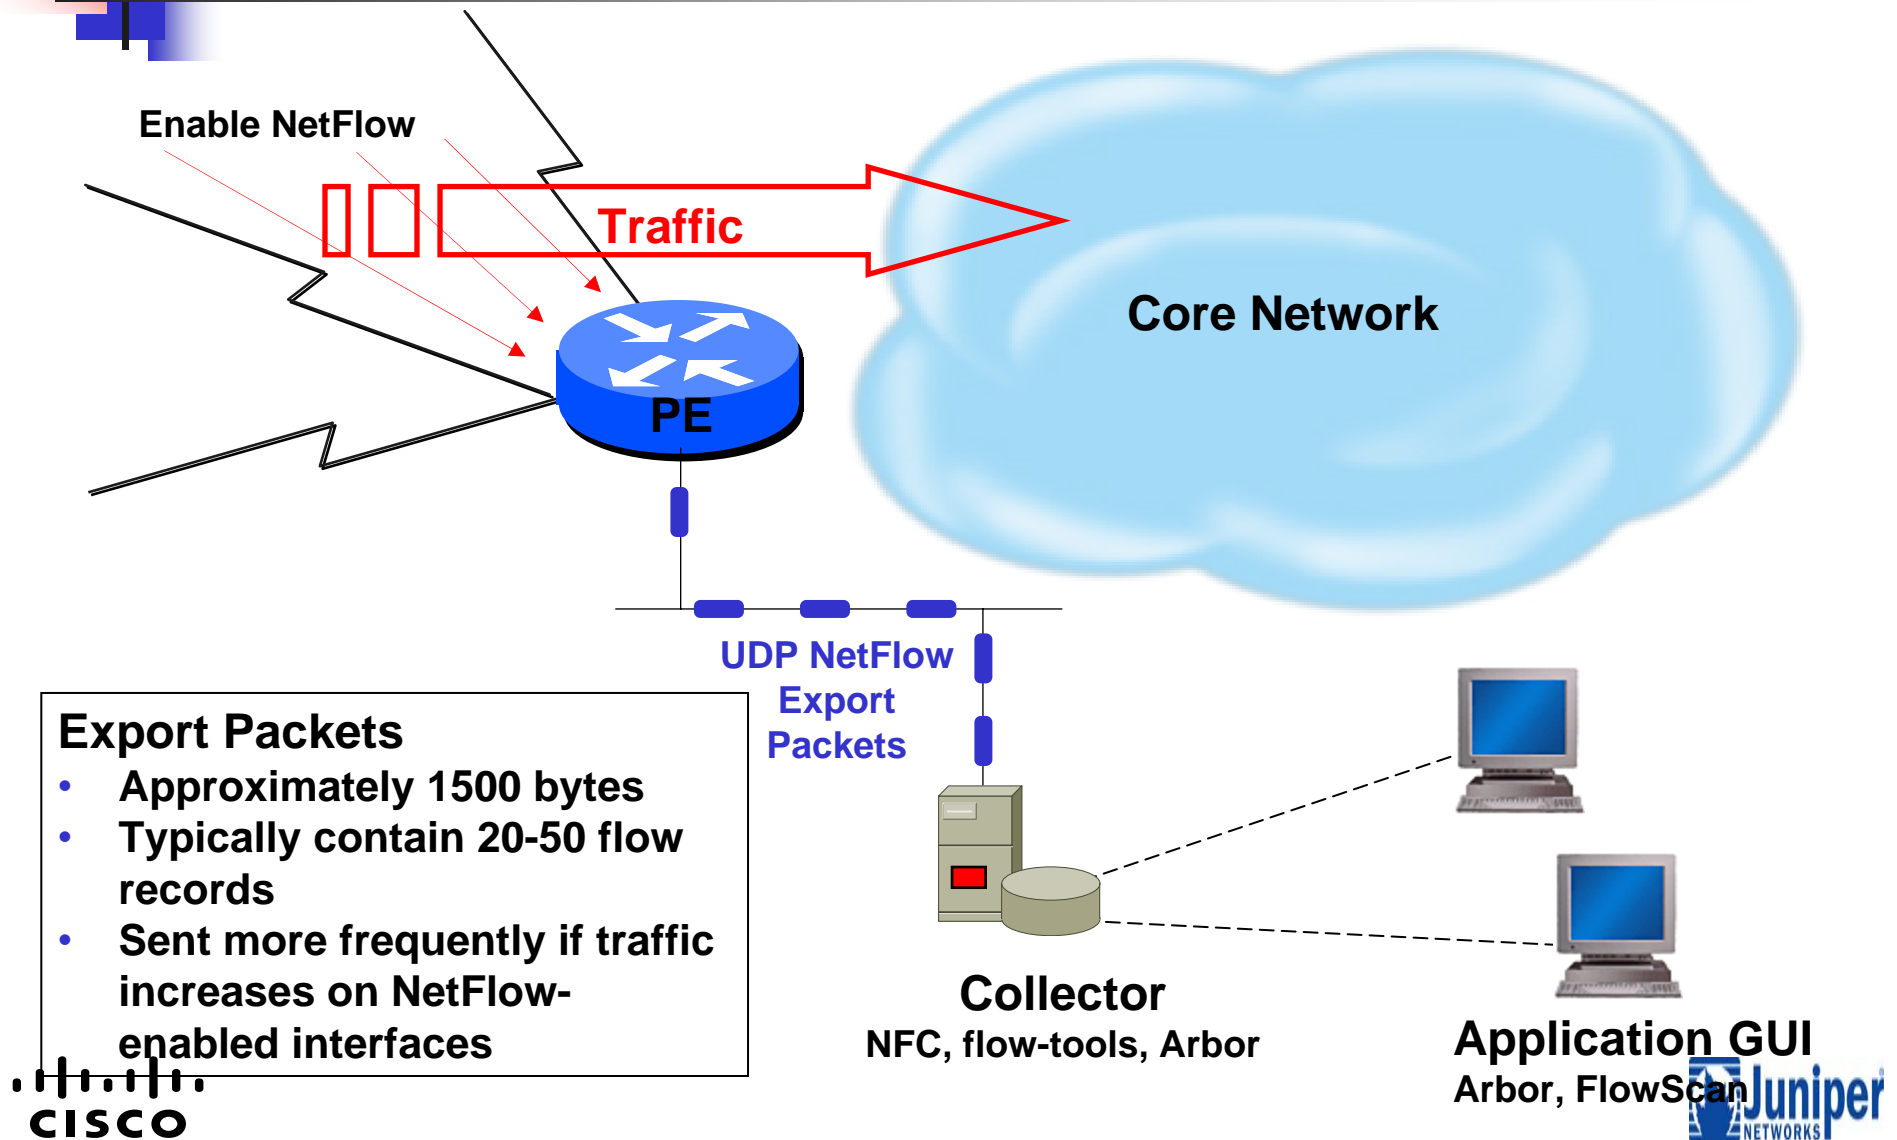 Enable NetFlow
Traffic
Core Network
PE
UDP NetFlow
Export
Packets
Export Packets
• Approximately 1500 bytes
• Typically contain 20-50 flow
records
• Sent more frequently if traffic
increases on NetFlow-
enabled interfaces
Collector
NFC, flow-tools, Arbor
Application GUI
Arbor, FlowScan
CISCO
Juniper
NETWORKS